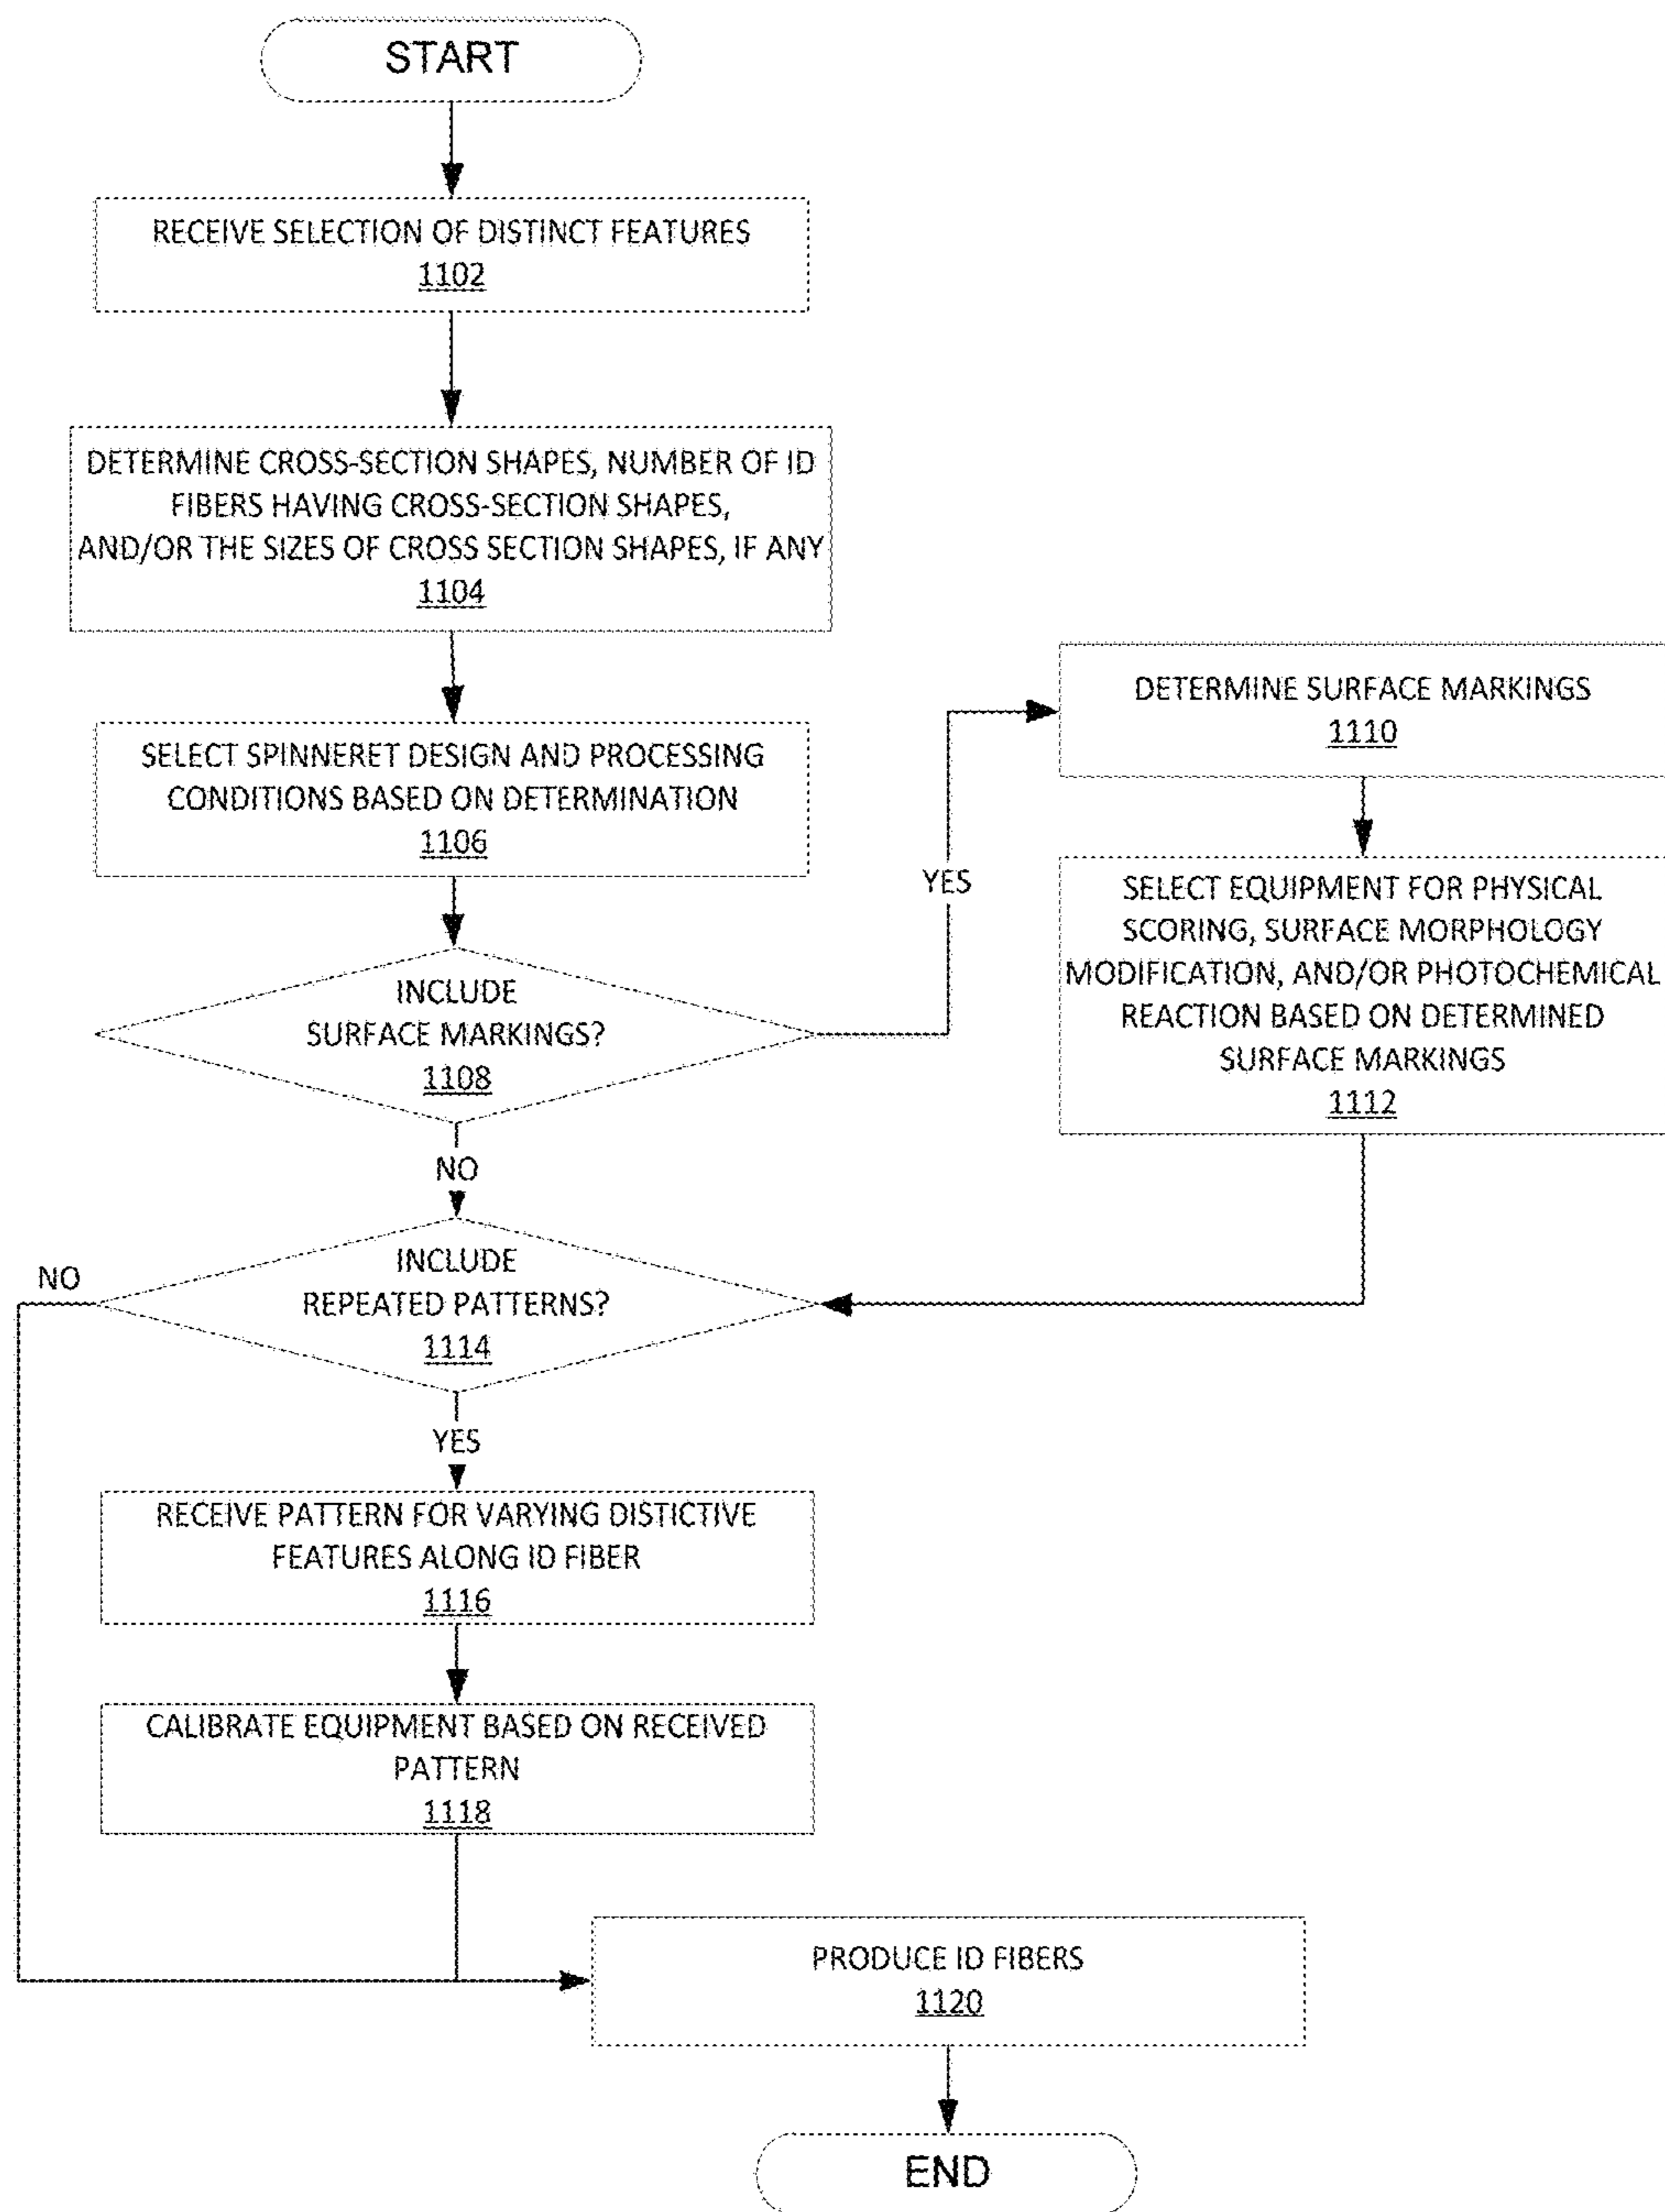 START
RECEIVE SELECTION OF DISTINCT FEATURES
1102
DETERMINE CROSS-SECTION SHAPES, NUMBER OF ID
FIBERS HAVING CROSS-SECTION SHAPES,
AND/OR THE SIZES OF CROSS SECTION SHAPES, IF ANY
1104
SELECT SPINNERET DESIGN AND PROCESSING
CONDITIONS BASED ON DETERMINATION
1106
INCLUDE
SURFACE MARKINGS?
1108
YES
DETERMINE SURFACE MARKINGS
1110
SELECT EQUIPMENT FOR PHYSICAL
SCORING, SURFACE MORPHOLOGY
MODIFICATION, AND/OR PHOTOCHEMICAL
REACTION BASED ON DETERMINED
SURFACE MARKINGS
1112
NO
INCLUDE
REPEATED PATTERNS?
1114
NO
YES
RECEIVE PATTERN FOR VARYING DISTICTIVE
FEATURES ALONG ID FIBER
1116
CALIBRATE EQUIPMENT BASED ON RECEIVED
PATTERN
1118
PRODUCE ID FIBERS
1120
END